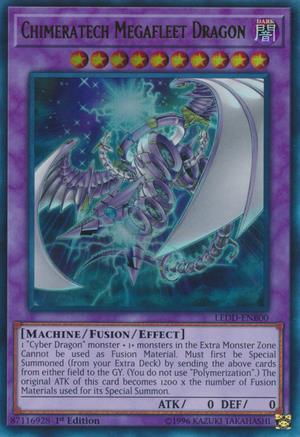 CHIMERATECH MEGAFLEET DRAGON
DARK
闇
LEDD-ENB00
[MACHINE/FUSION/EFFECT]
1 "Cyber Dragon" monster + 1+ monsters in the Extra Monster Zone
Cannot be used as Fusion Material. Must first be Special
Summoned (from your Extra Deck) by sending the above cards
from either field to the GY. (You do not use "Polymerization".) The
original ATK of this card becomes 1200 x the number of Fusion
Materials used for its Special Summon.
ATK/ 0 DEF/ 0
87116928 1st Edition ©1996 KAZUKI TAKAHASHI